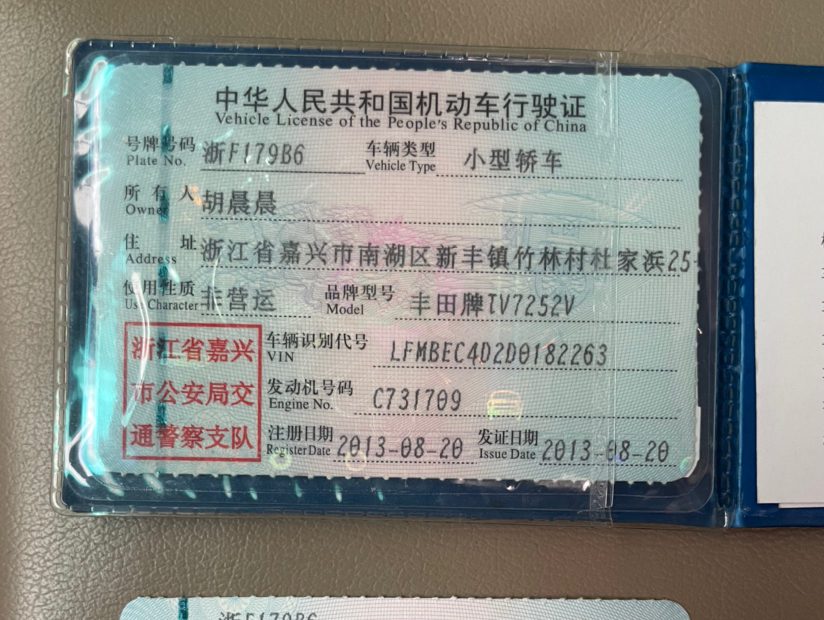 中华人民共和国机动车行驶证
Vehicle License of the People's Republic of China
号牌号码 浙F179B6 车辆类型 小型轿车
Plate No. Vehicle Type
所有人 胡晨晨
Owner
住址 浙江省嘉兴市南湖区新丰镇竹林村杜家浜25
Address
使用性质 非营运 品牌型号 丰田牌TV7252V
Use Character Model
浙江省嘉兴 车辆识别代号 LFMBEC4D2D0182263
VIN
市公安局交 发动机号码 C731709
Engine No.
通警察支队 注册日期 2013-08-20 发证日期 2013-08-20
Register Date Issue Date
浙F179B6